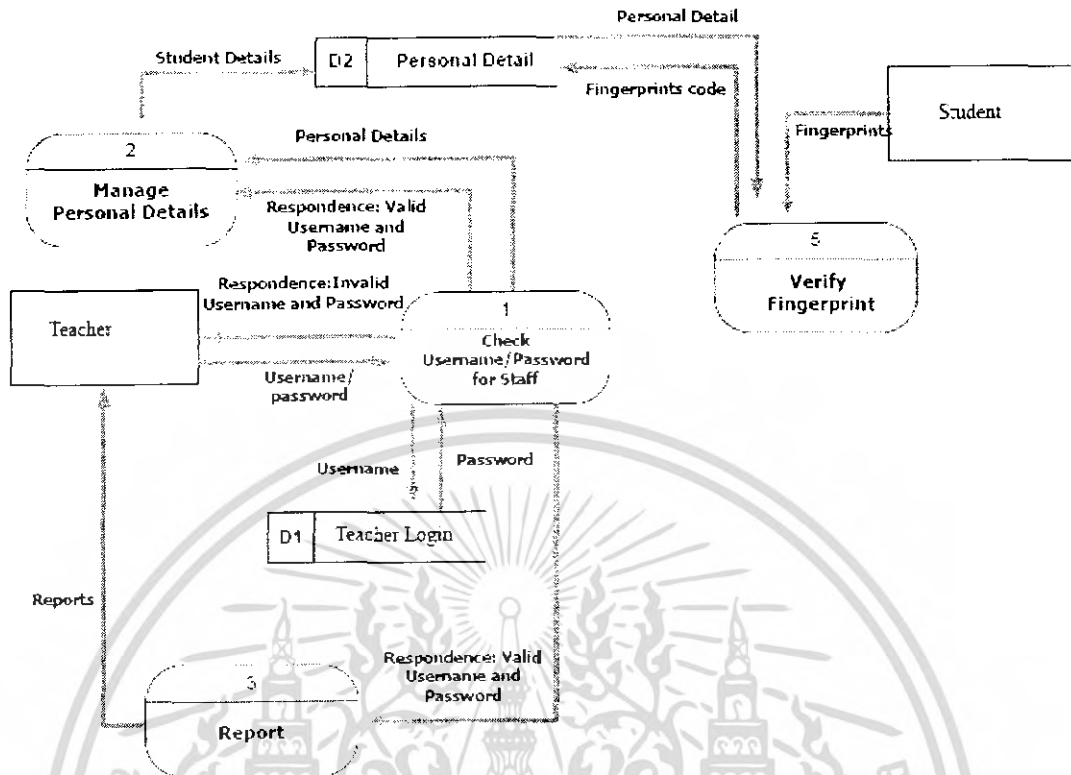 Personal Detail
Student Details
D2 Personal Detail
Fingerprints code
Student
Fingerprints
Personal Details
2
Manage
Personal Details
Respondence: Valid
Username and
Password
5
Verify
Fingerprint
Respondence:Invalid
Username and Password
Teacher
1
Check
Username/Password
for Staff
Username/
password
Username
Password
D1 Teacher Login
Reports
Respondence: Valid
Username and
Password
3
Report